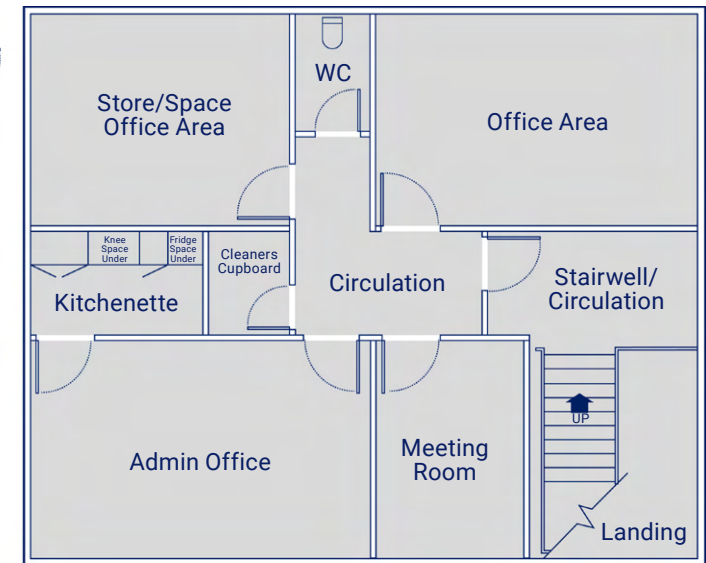 WC
Store/Space
Office Area
Office Area
Knee
Space
Under
Fridge
Space
Under
Cleaners
Cupboard
Kitchenette
Circulation
Stairwell/
Circulation
UP
Admin Office
Meeting
Room
Landing